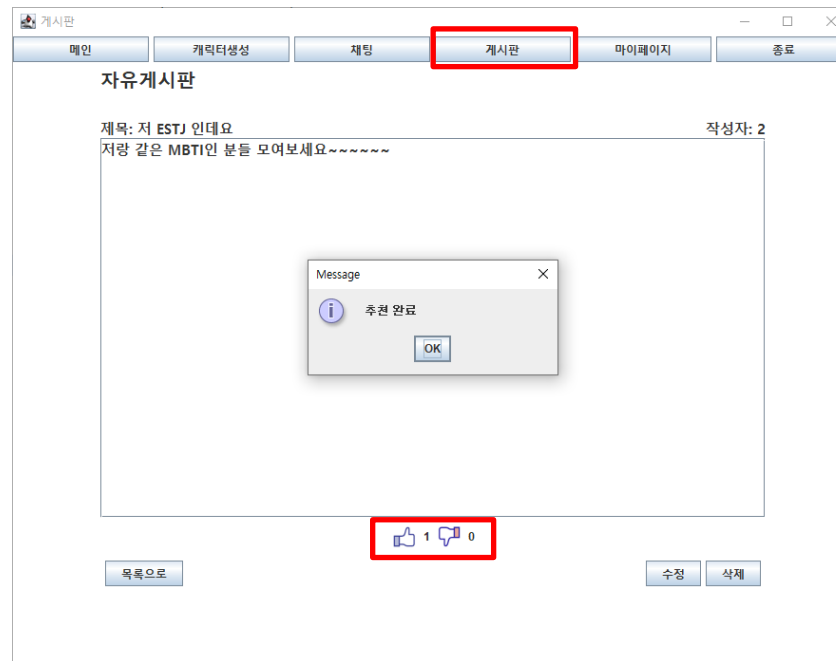 게시판
메인 캐릭터생성 채팅 게시판 마이페이지 종료
자유게시판
제목: 저 ESTJ 인데요 작성자: 2
저랑 같은 MBTI인 분들 모여보세요~~~~~~
Message
추천 완료
OK
1 0
목록으로 수정 삭제